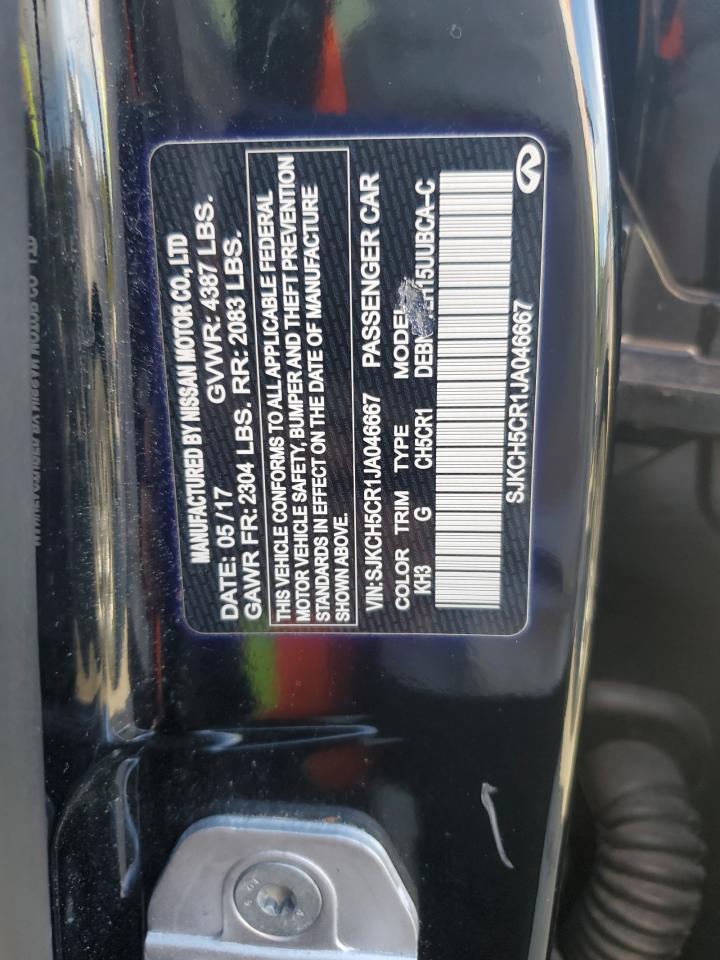 MANUFACTURED BY NISSAN MOTOR CO., LTD
DATE: 05/17 GVWR: 4387 LBS.
GAWR FR: 2304 LBS. RR: 2083 LBS.
THIS VEHICLE CONFORMS TO ALL APPLICABLE FEDERAL
MOTOR VEHICLE SAFETY, BUMPER AND THEFT PREVENTION
STANDARDS IN EFFECT ON THE DATE OF MANUFACTURE
SHOWN ABOVE.
VIN:SJKCH5CR1JA046667 PASSENGER CAR
COLOR TRIM TYPE MODEL
KH3 G CH5CR1 15UUBCA-C
SJKCH5CR1JA046667